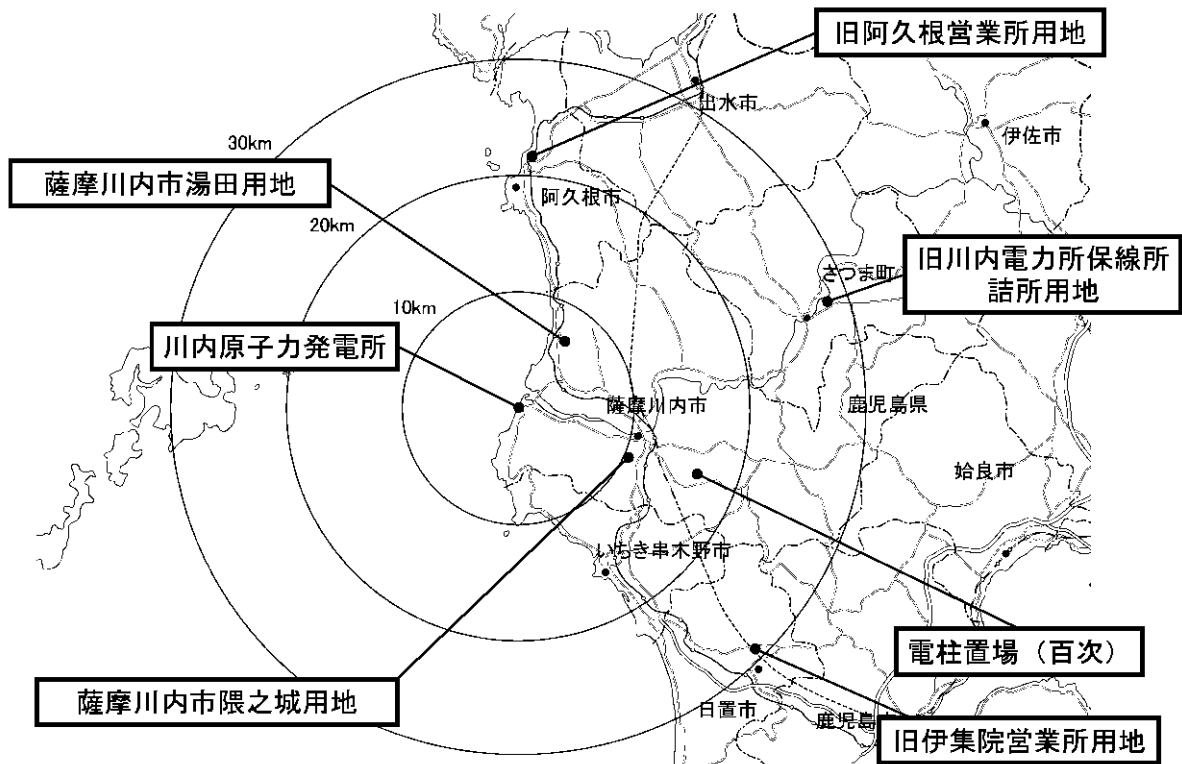 旧阿久根営業所用地
出水市
伊佐市
30km
薩摩川内市湯田用地
阿久根市
20km
さつま町
旧川内電力所保線所
詰所用地
10km
川内原子力発電所
薩摩川内市
鹿児島県
姶良市
いちき串木野市
電柱置場（百次）
薩摩川内市隈之城用地
日置市
鹿児島
旧伊集院営業所用地